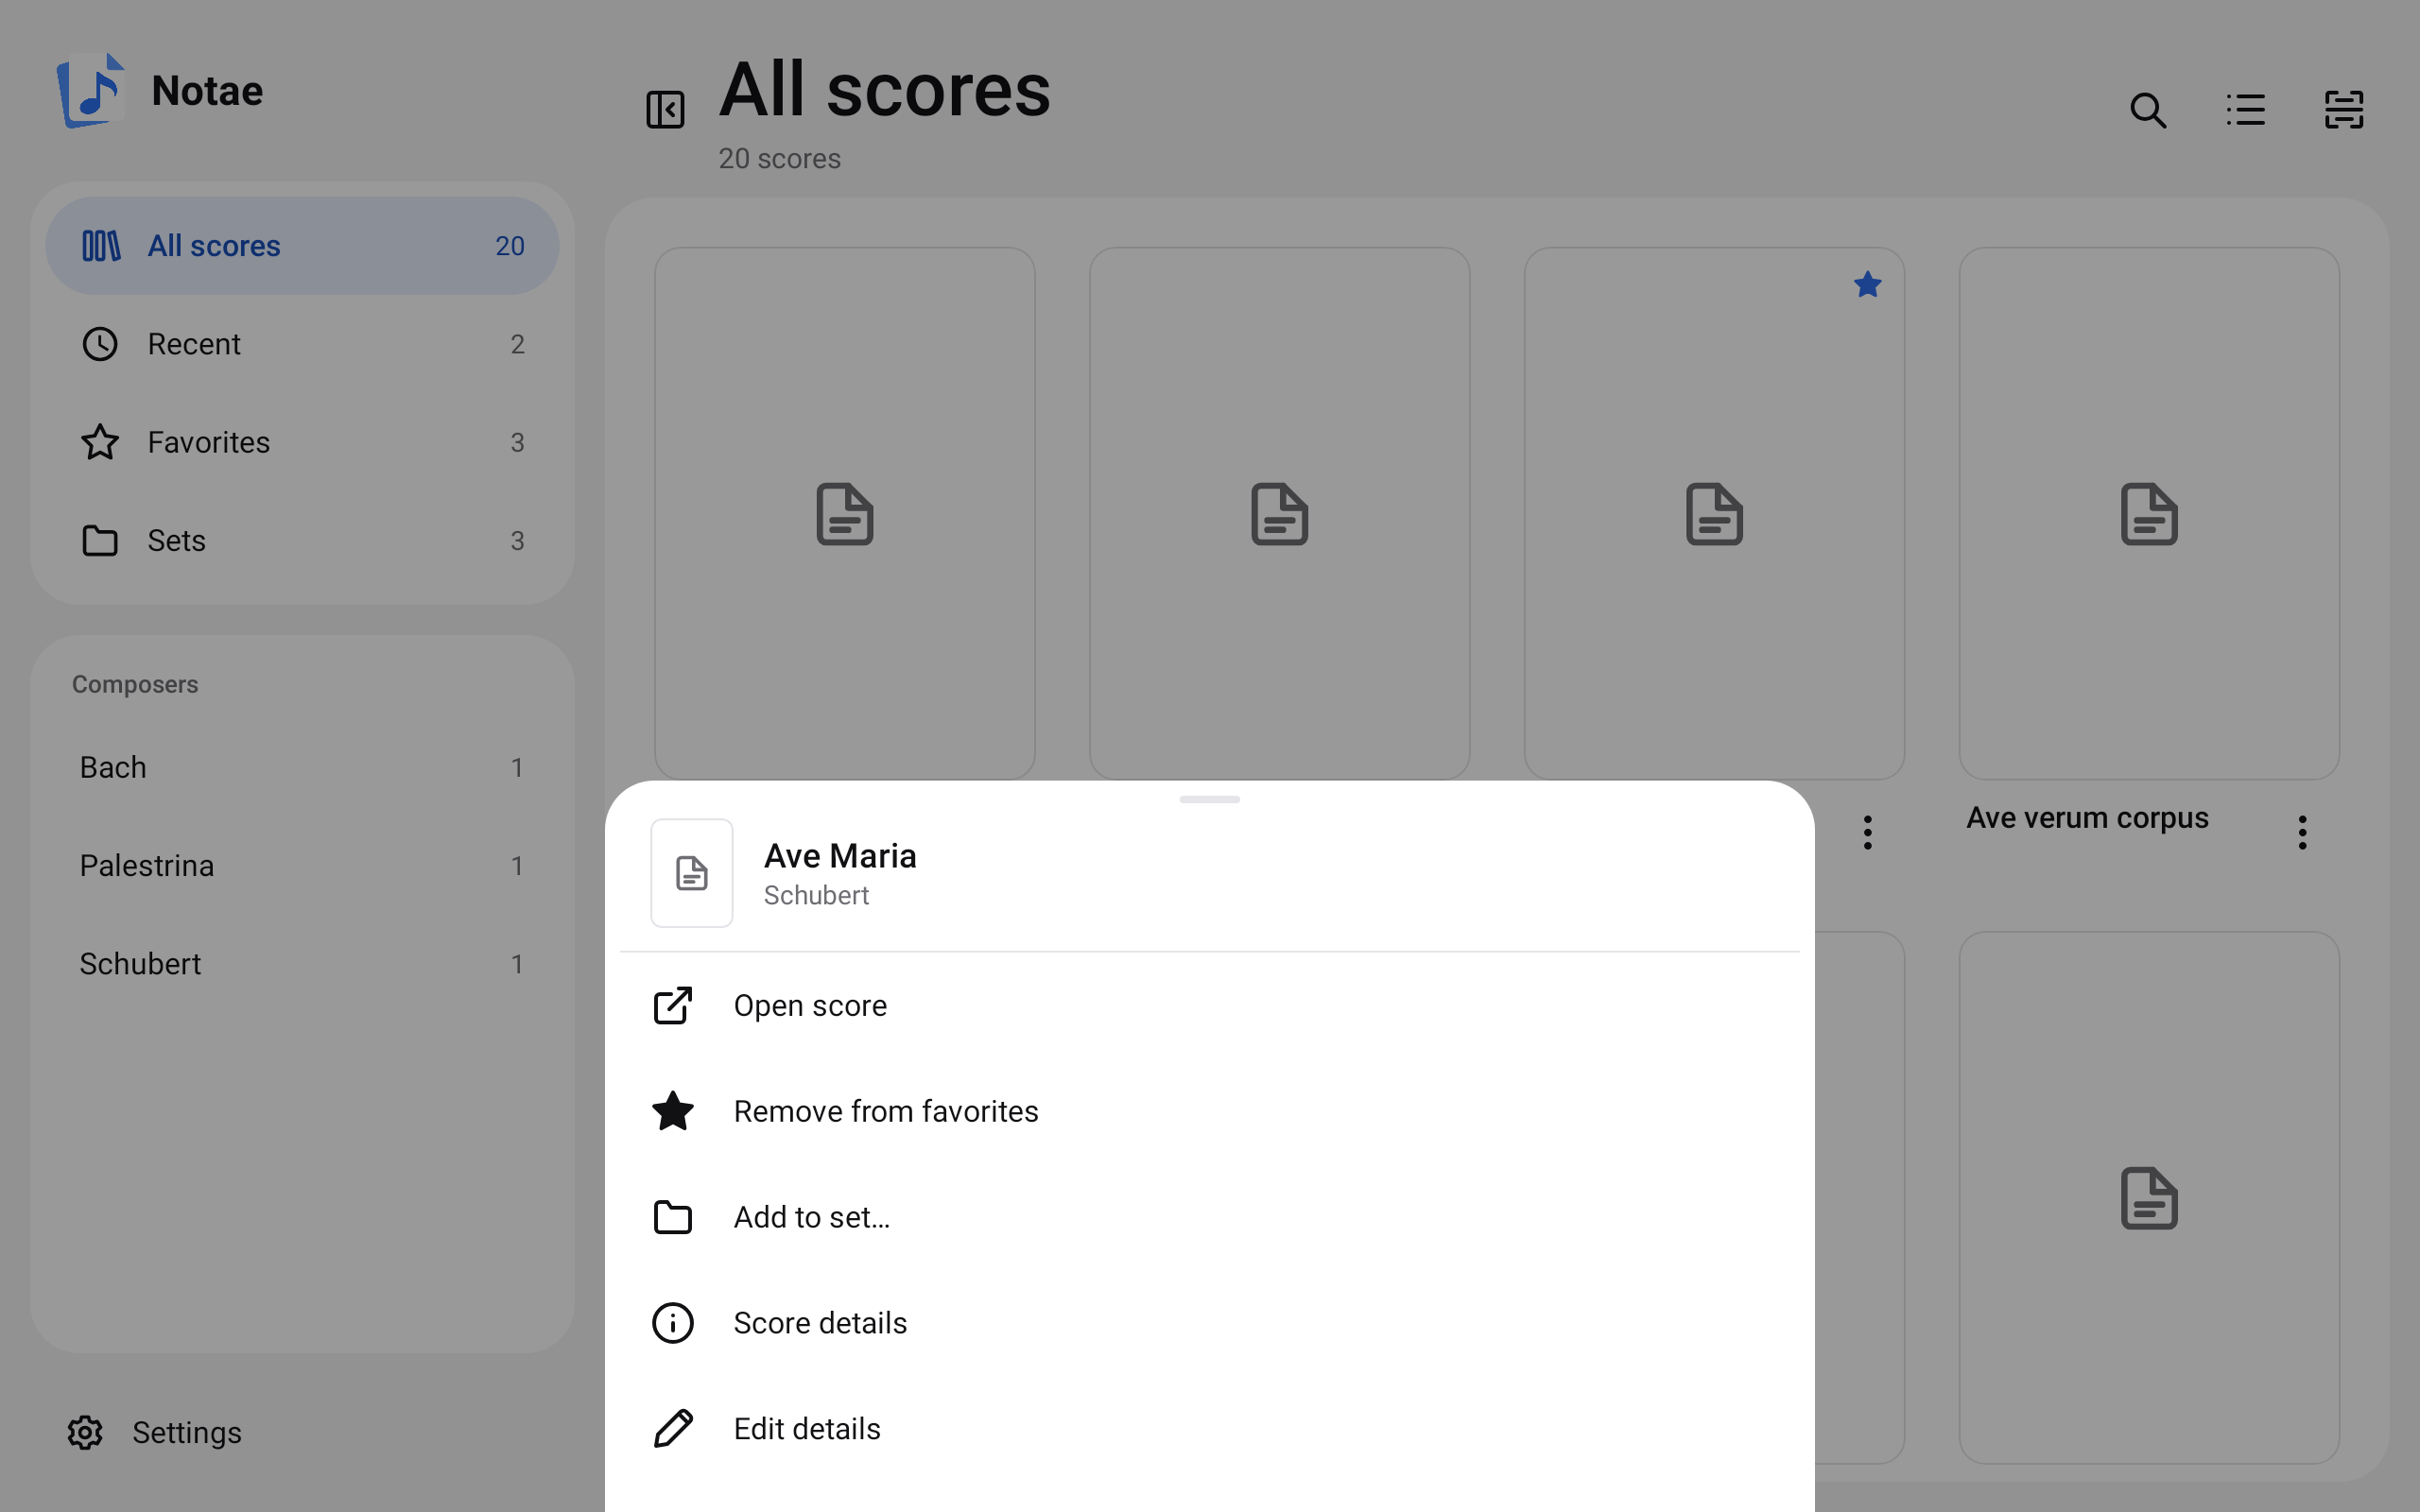 Notae
All scores
20 scores
All scores 20
Recent 2
Favorites 3
Sets 3
Composers
Bach 1
Palestrina 1
Schubert 1
Settings
Ave verum corpus
Ave Maria
Schubert
Open score
Remove from favorites
Add to set…
Score details
Edit details